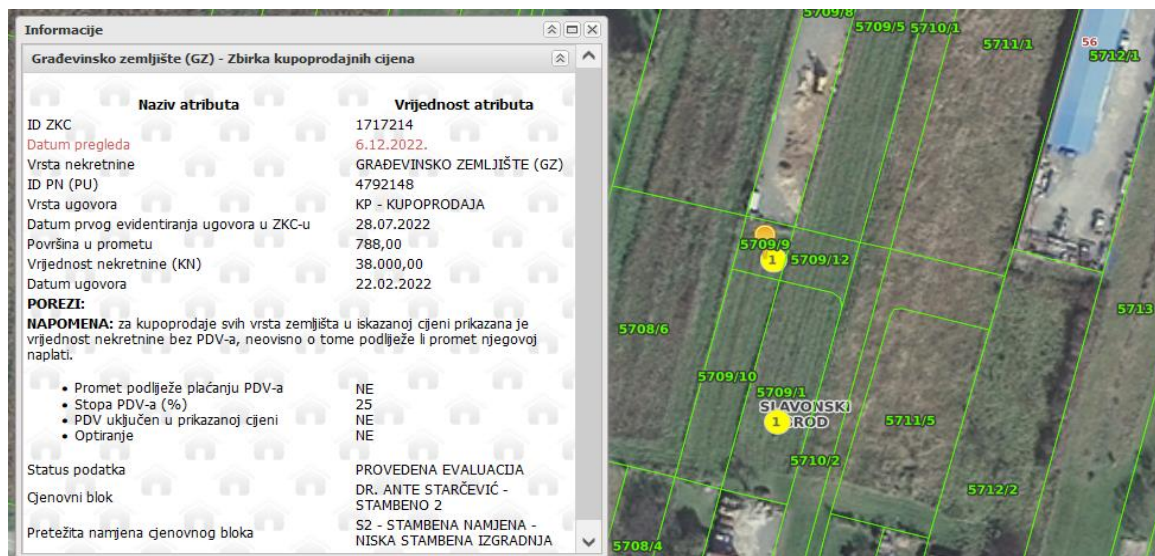 Informacije
Građevinsko zemljište (GZ) - Zbirka kupoprodajnih cijena
Naziv atributa Vrijednost atributa
ID ZKC 1717214
Datum pregleda 6.12.2022.
Vrsta nekretnine GRAĐEVINSKO ZEMLJIŠTE (GZ)
ID PN (PU) 4792148
Vrsta ugovora KP - KUPOPRODAJA
Datum prvog evidentiranja ugovora u ZKC-u 28.07.2022
Površina u prometu 788,00
Vrijednost nekretnine (KN) 38.000,00
Datum ugovora 22.02.2022
POREZI:
NAPOMENA: za kupoprodaje svih vrsta zemljišta u iskazanoj cijeni prikazana je
vrijednost nekretnine bez PDV-a, neovisno o tome podliježe li promet njegovoj
naplati.
• Promet podliježe plaćanju PDV-a NE
• Stopa PDV-a (%) 25
• PDV uključen u prikazanoj cijeni NE
• Optiranje NE
Status podatka PROVEDENA EVALUACIJA
Cjenovni blok DR. ANTE STARČEVIĆ -
STAMBENO 2
Pretežita namjena cjenovnog bloka S2 - STAMBENA NAMJENA -
NISKA STAMBENA IZGRADNJA
5709/8
5709/5 5710/1
5711/1
56
5712/1
5709/9
1
5709/12
5713
5708/6
5709/10
5709/1
SLAVONSKI
1
BROD
5711/5
5710/2
5712/2
5708/4